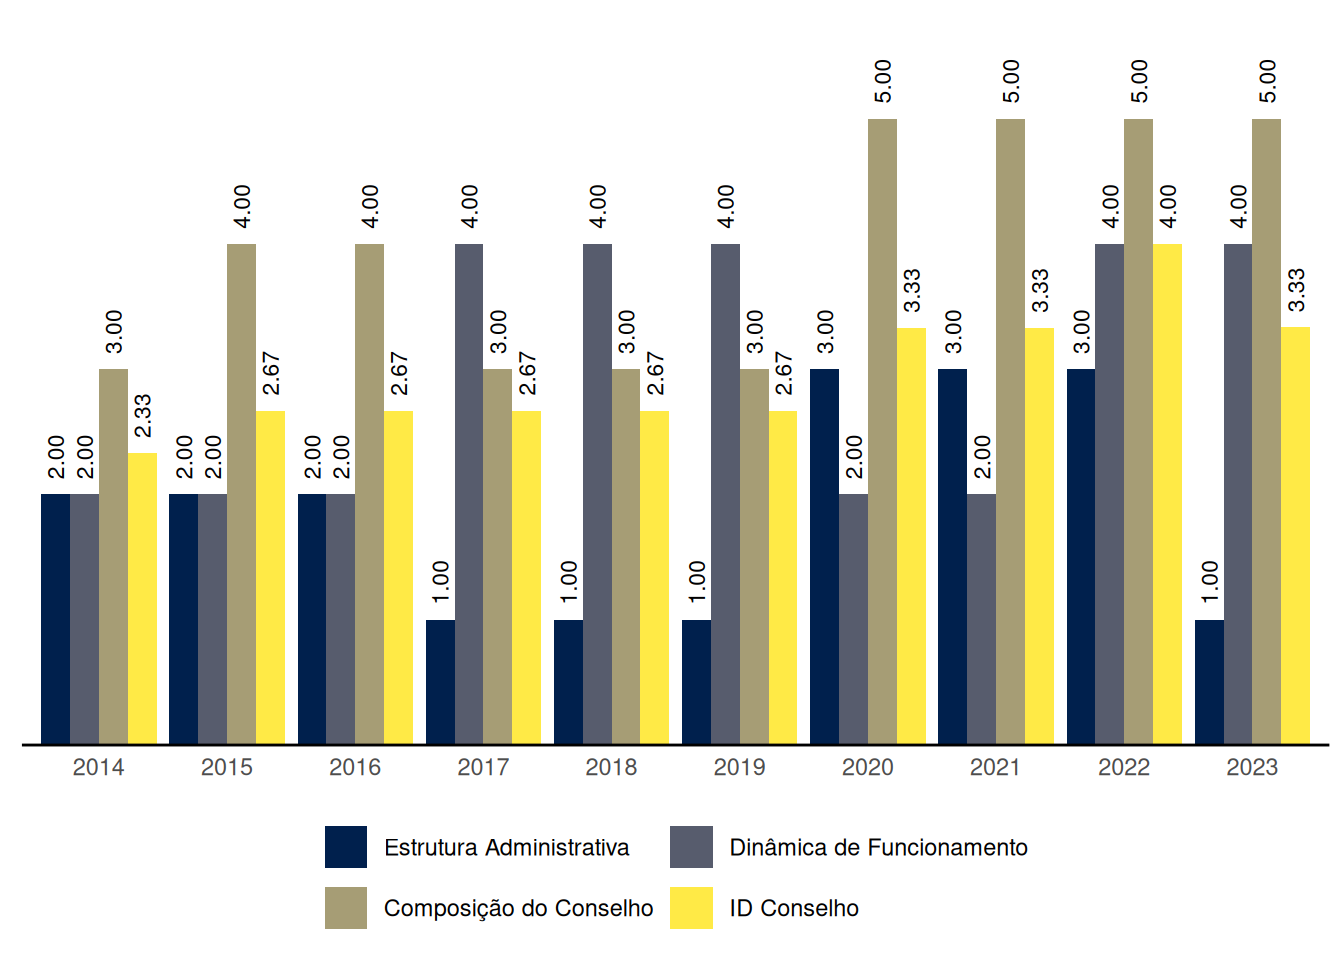 5.00 5.00 5.00 5.00
4.00 4.00 4.00 4.00 4.00 4.00 4.00 4.00
3.33 3.33 3.33
3.00 3.00 3.00 3.00 3.00 3.00 3.00
2.67 2.67 2.67 2.67 2.67
2.33
2.00 2.00 2.00 2.00 2.00 2.00 2.00 2.00
1.00 1.00 1.00 1.00
2014 2015 2016 2017 2018 2019 2020 2021 2022 2023
Estrutura Administrativa Dinâmica de Funcionamento
Composição do Conselho ID Conselho